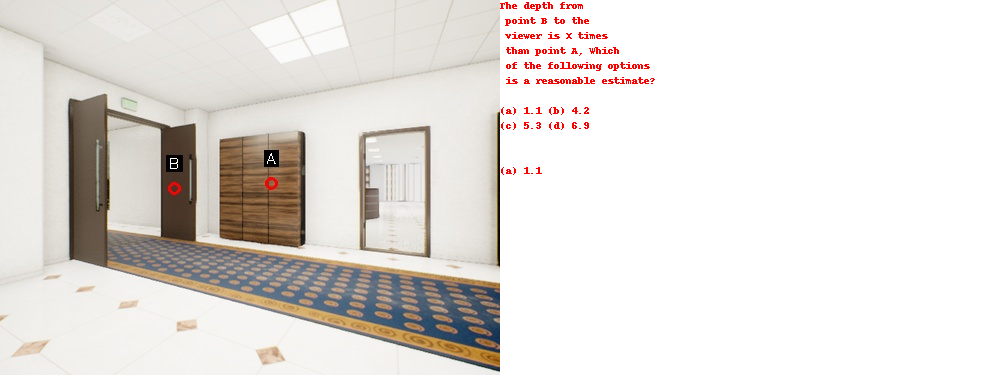 The depth from
point B to the
viewer is X times
than point A, Which
of the following options
is a reasonable estimate?
(a) 1.1 (b) 4.2
(c) 5.3 (d) 6.9
(a) 1.1
B
A